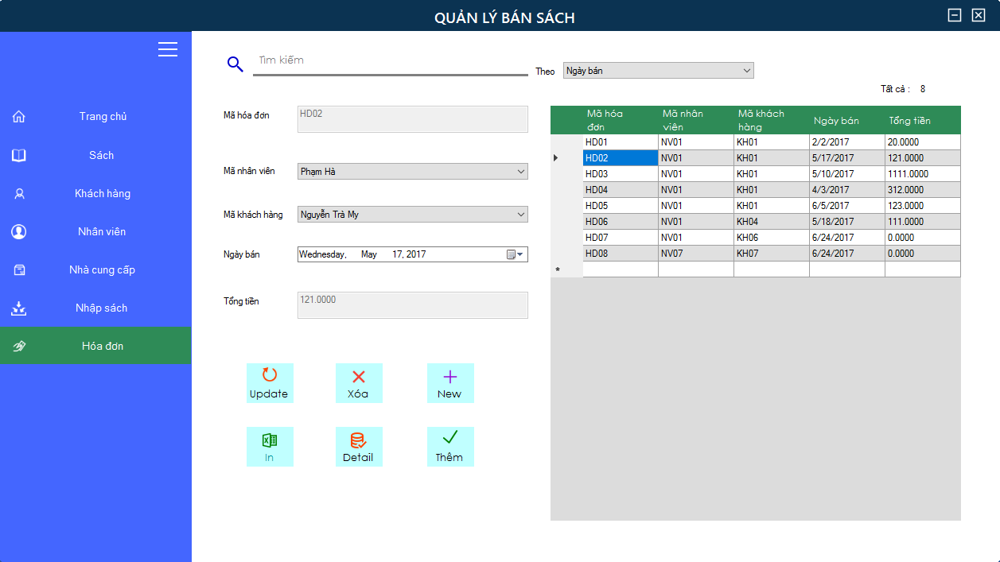 QUẢN LÝ BÁN SÁCH
Tìm kiếm
Theo
Ngày bán
Tất cả : 8
Trang chủ
Sách
Khách hàng
Nhân viên
Nhà cung cấp
Nhập sách
Hóa đơn
Mã hóa đơn
HD02
Mã nhân viên
Phạm Hà
Mã khách hàng
Nguyễn Trà My
Ngày bán
Wednesday, May 17, 2017
Tổng tiền
121.0000
Update
Xóa
New
In
Detail
Thêm
Mã hóa đơn Mã nhân viên Mã khách hàng Ngày bán Tổng tiền
HD01 NV01 KH01 2/2/2017 20.0000
HD02 NV01 KH01 5/17/2017 121.0000
HD03 NV01 KH01 5/10/2017 1111.0000
HD04 NV01 KH01 4/3/2017 312.0000
HD05 NV01 KH01 6/5/2017 123.0000
HD06 NV01 KH04 5/18/2017 111.0000
HD07 NV01 KH06 6/24/2017 0.0000
HD08 NV07 KH07 6/24/2017 0.0000